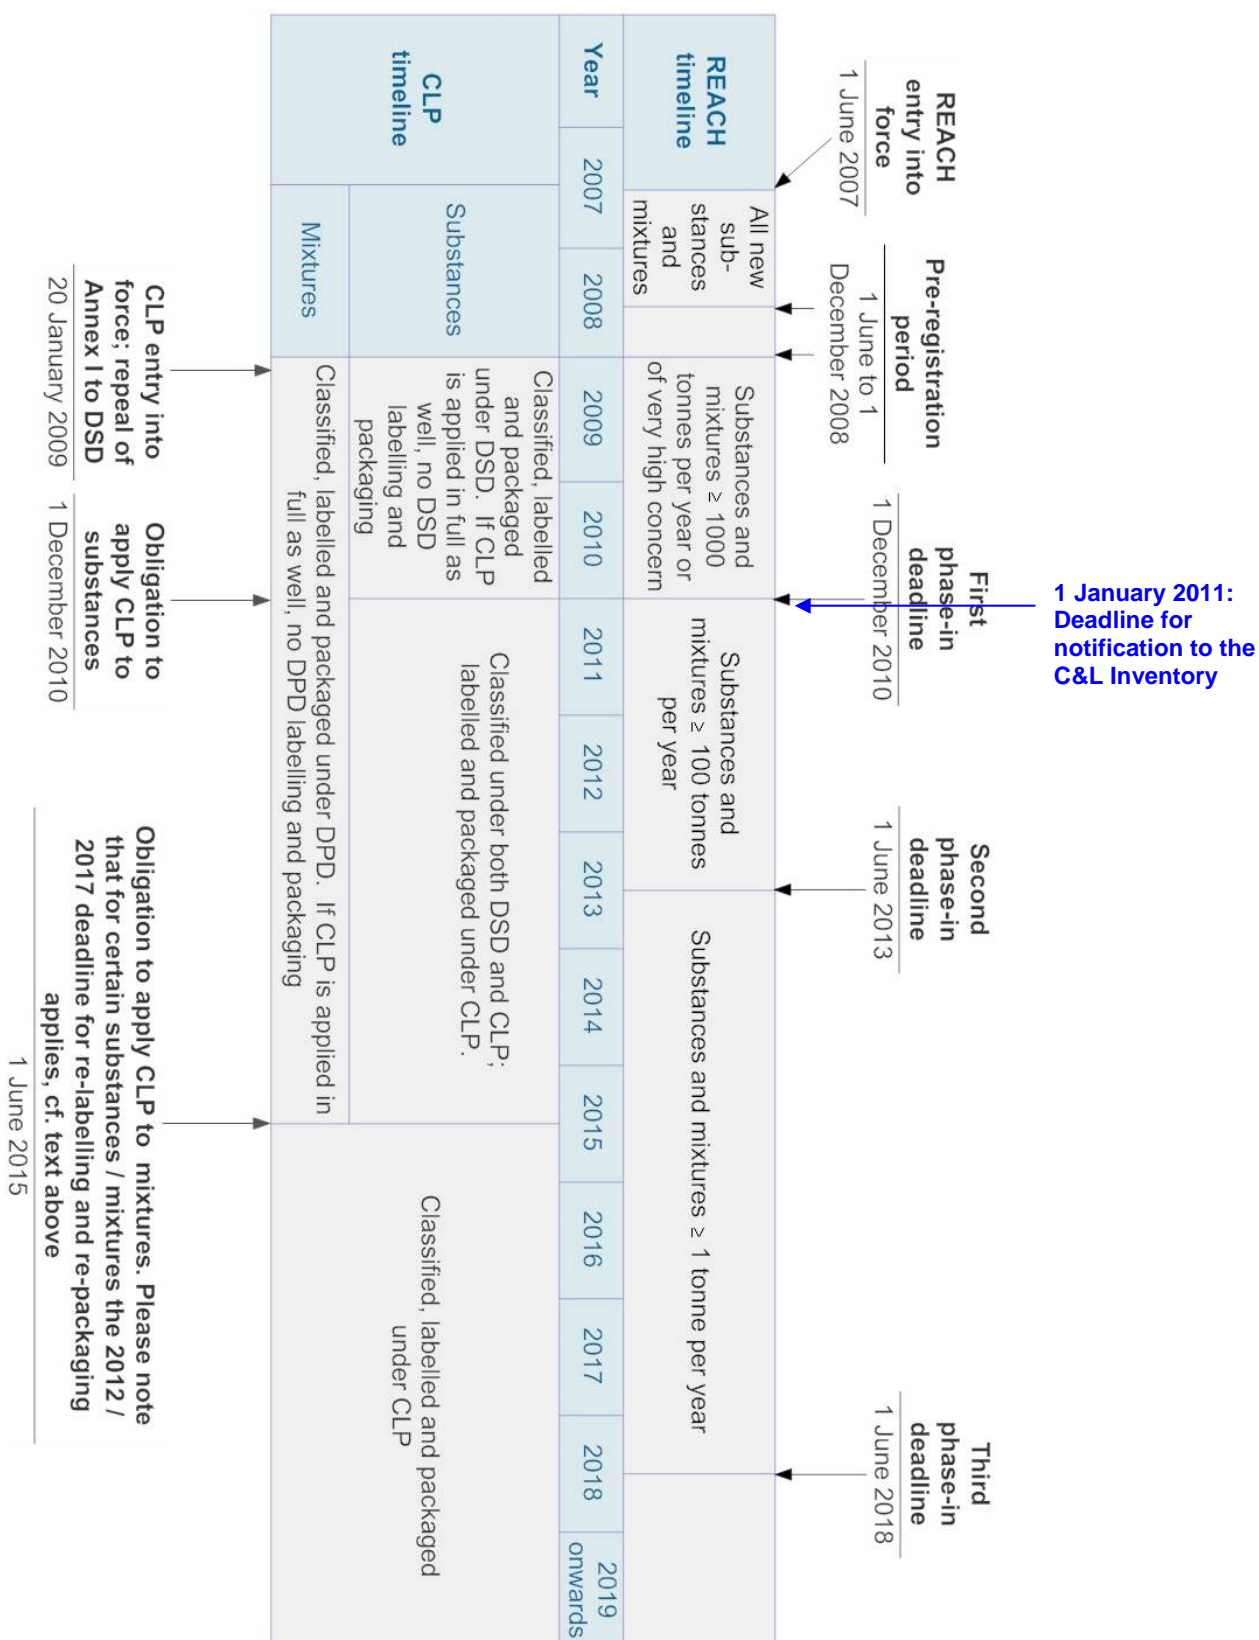 REACH
entry into
force
1 June 2007
Pre-registration
period
1 June to 1
December 2008
First
phase-in
deadline
1 December 2010
1 January 2011:
Deadline for
notification to the
C&L Inventory
Second
phase-in
deadline
1 June 2013
Third
phase-in
deadline
1 June 2018
REACH
timeline
All new
sub-
stances
and
mixtures
Substances and
mixtures ≥ 1000
tonnes per year or
of very high concern
Substances and
mixtures ≥ 100 tonnes
per year
Substances and mixtures ≥ 1 tonne per year
Year
2007
2008
2009
2010
2011
2012
2013
2014
2015
2016
2017
2018
2019
onwards
CLP
timeline
Substances
Classified, labelled
and packaged
under DSD. If CLP
is applied in full as
well, no DSD
labelling and
packaging
Classified under both DSD and CLP;
labelled and packaged under CLP.
Classified, labelled and packaged
under CLP
Mixtures
Classified, labelled and packaged under DPD. If CLP is applied in
full as well, no DPD labelling and packaging
CLP entry into
force; repeal of
Annex I to DSD
20 January 2009
Obligation to
apply CLP to
substances
1 December 2010
Obligation to apply CLP to mixtures. Please note
that for certain substances / mixtures the 2012 /
2017 deadline for re-labelling and re-packaging
applies, cf. text above
1 June 2015